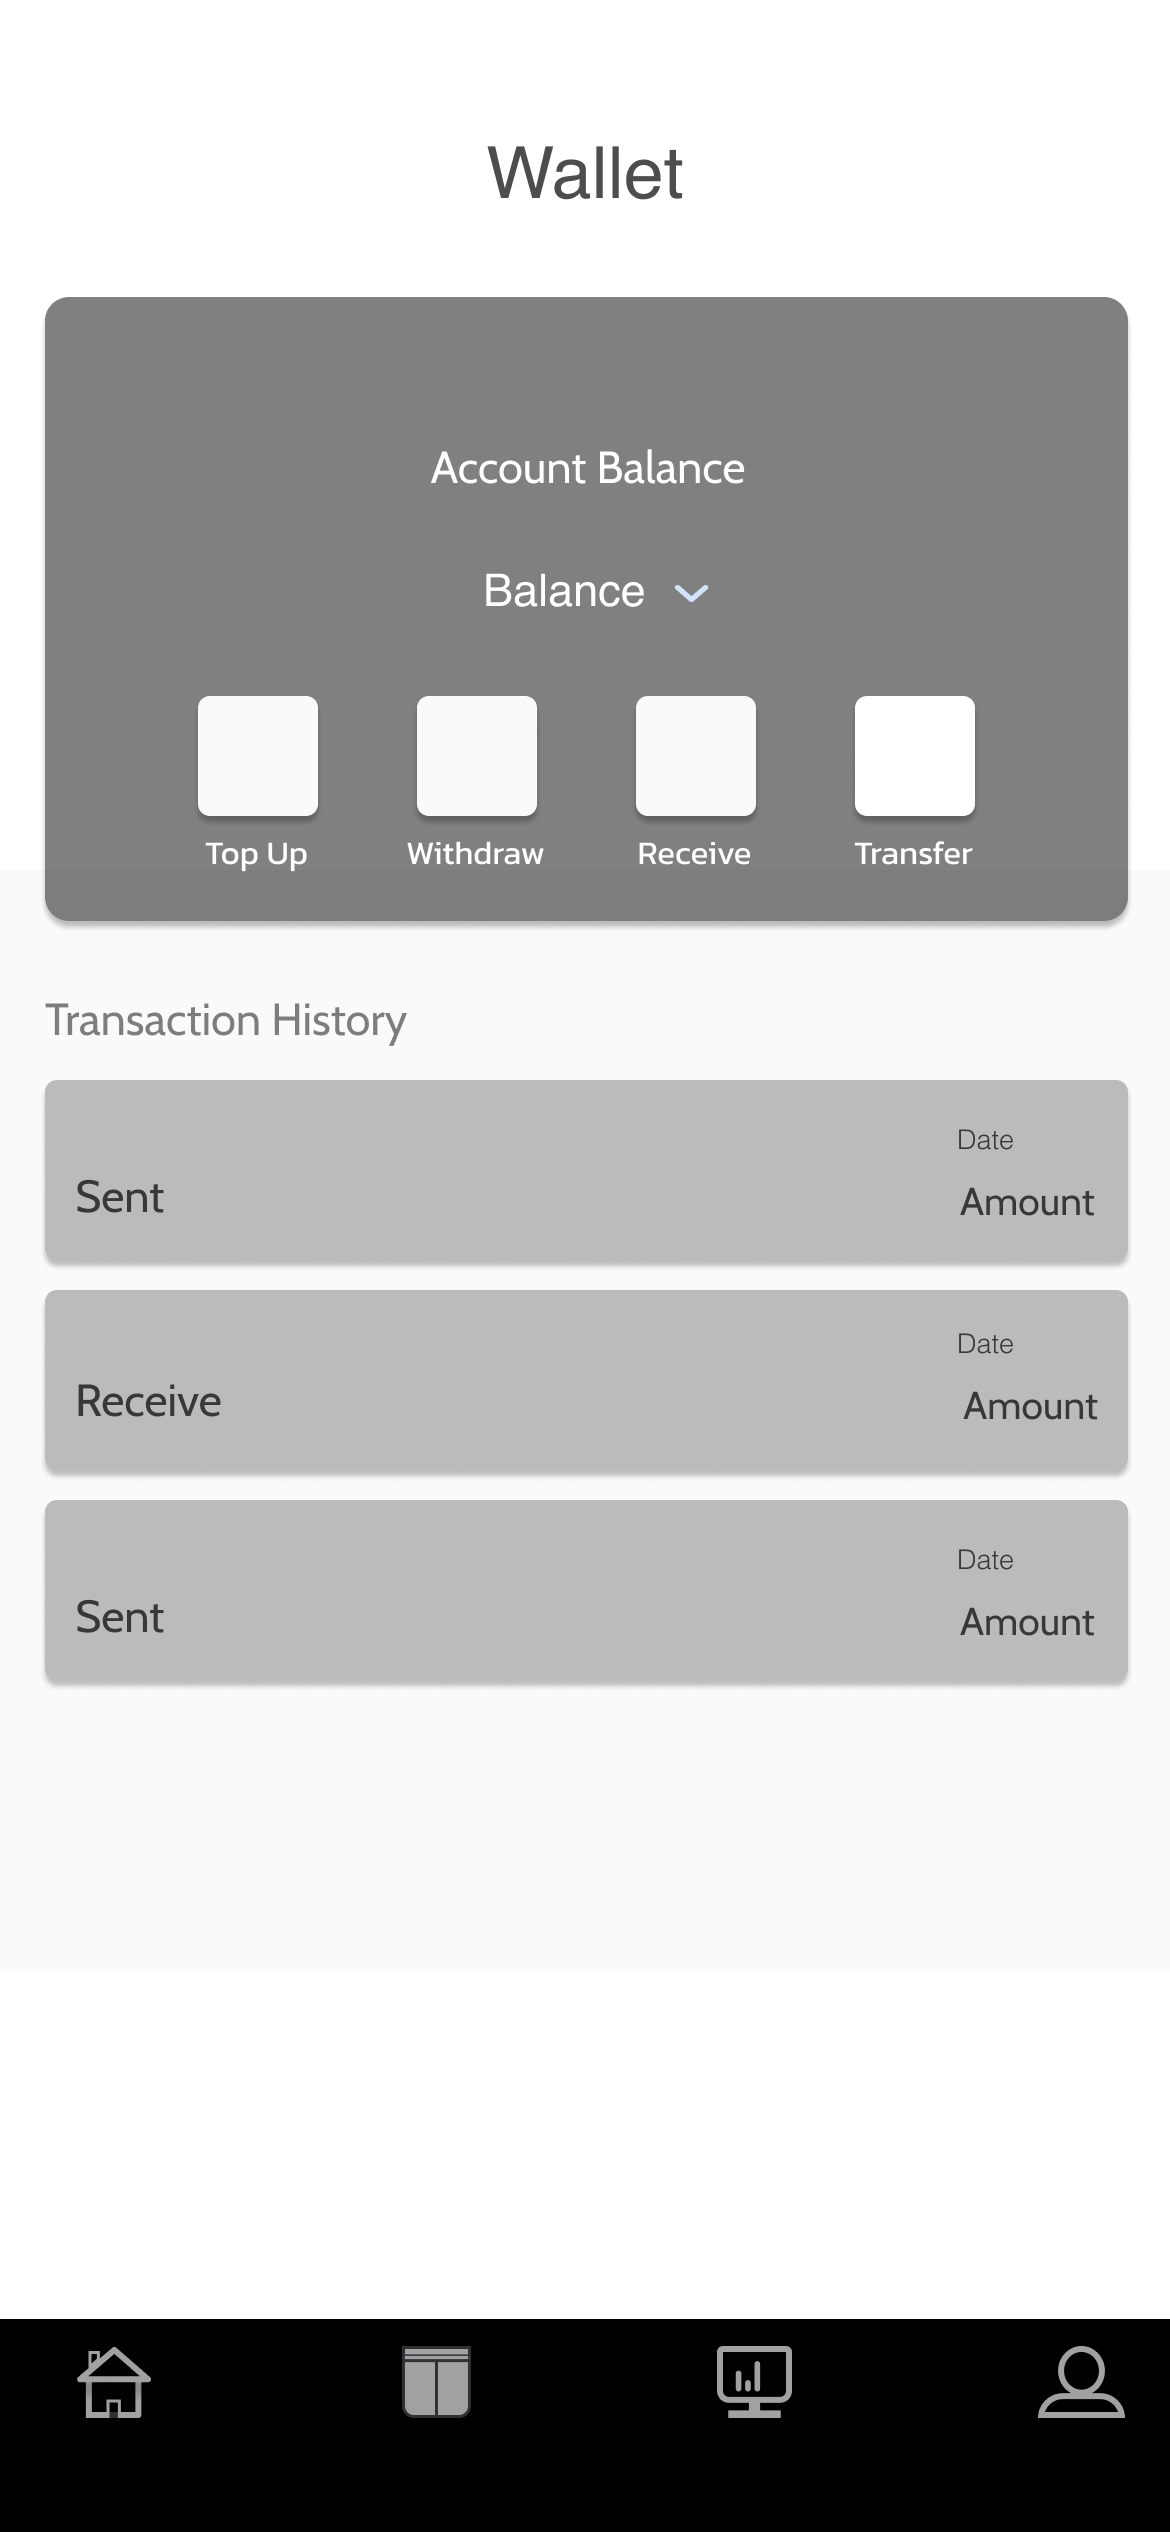 Wallet
Account Balance
Balance
Top Up Withdraw Receive Transfer
Transaction History
Date
Sent
Amount
Date
Receive
Amount
Date
Sent
Amount